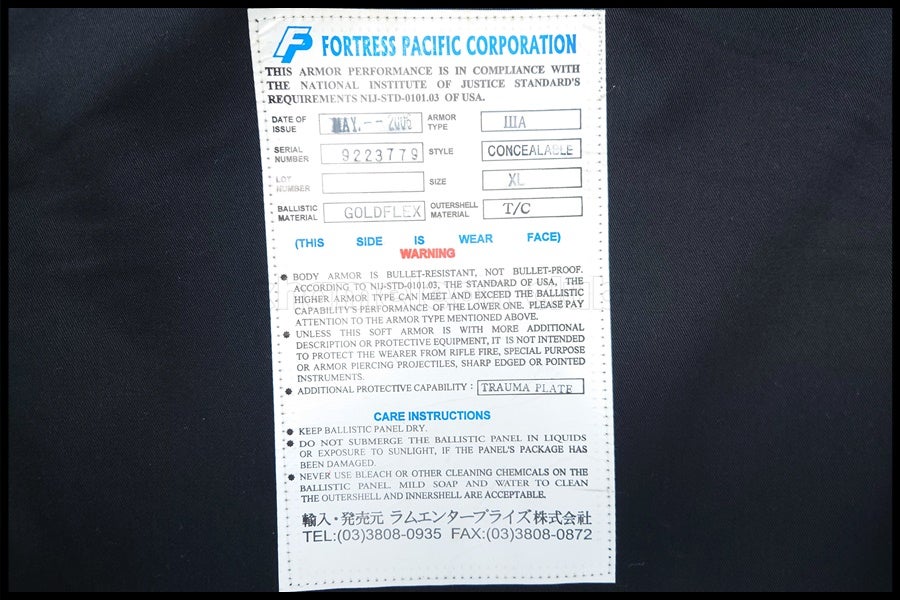 FP FORTRESS PACIFIC CORPORATION
THIS ARMOR PERFORMANCE IS IN COMPLIANCE WITH
THE NATIONAL INSTITUTE OF JUSTICE STANDARD'S
REQUIREMENTS NIJ-STD-0101.03 OF USA.
DATE OF ISSUE MAY.--2006 ARMOR TYPE IIIA
SERIAL NUMBER 9223779 STYLE CONCEALABLE
LOT NUMBER SIZE XL
BALLISTIC MATERIAL GOLDFLEX OUTERSHELL MATERIAL T/C
(THIS SIDE IS WEAR FACE)
WARNING
BODY ARMOR IS BULLET-RESISTANT, NOT BULLET-PROOF.
ACCORDING TO NIJ-STD-0101.03, THE STANDARD OF USA, THE
HIGHER ARMOR TYPE CAN MEET AND EXCEED THE BALLISTIC
CAPABILITY'S PERFORMANCE OF THE LOWER ONE. PLEASE PAY
ATTENTION TO THE ARMOR TYPE MENTIONED ABOVE.
UNLESS THIS SOFT ARMOR IS WITH MORE ADDITIONAL
DESCRIPTION OR PROTECTIVE EQUIPMENT, IT IS NOT INTENDED
TO PROTECT THE WEARER FROM RIFLE FIRE, SPECIAL PURPOSE
OR ARMOR PIERCING PROJECTILES, SHARP EDGED OR POINTED
INSTRUMENTS.
ADDITIONAL PROTECTIVE CAPABILITY : TRAUMA PLATE
CARE INSTRUCTIONS
KEEP BALLISTIC PANEL DRY.
DO NOT SUBMERGE THE BALLISTIC PANEL IN LIQUIDS
OR EXPOSURE TO SUNLIGHT, IF THE PANEL'S PACKAGE HAS
BEEN DAMAGED.
NEVER USE BLEACH OR OTHER CLEANING CHEMICALS ON THE
BALLISTIC PANEL. MILD SOAP AND WATER TO CLEAN
THE OUTERSHELL AND INNERSHELL ARE ACCEPTABLE.
輸入・発売元 ラムエンタープライズ株式会社
TEL:(03)3808-0935 FAX:(03)3808-0872